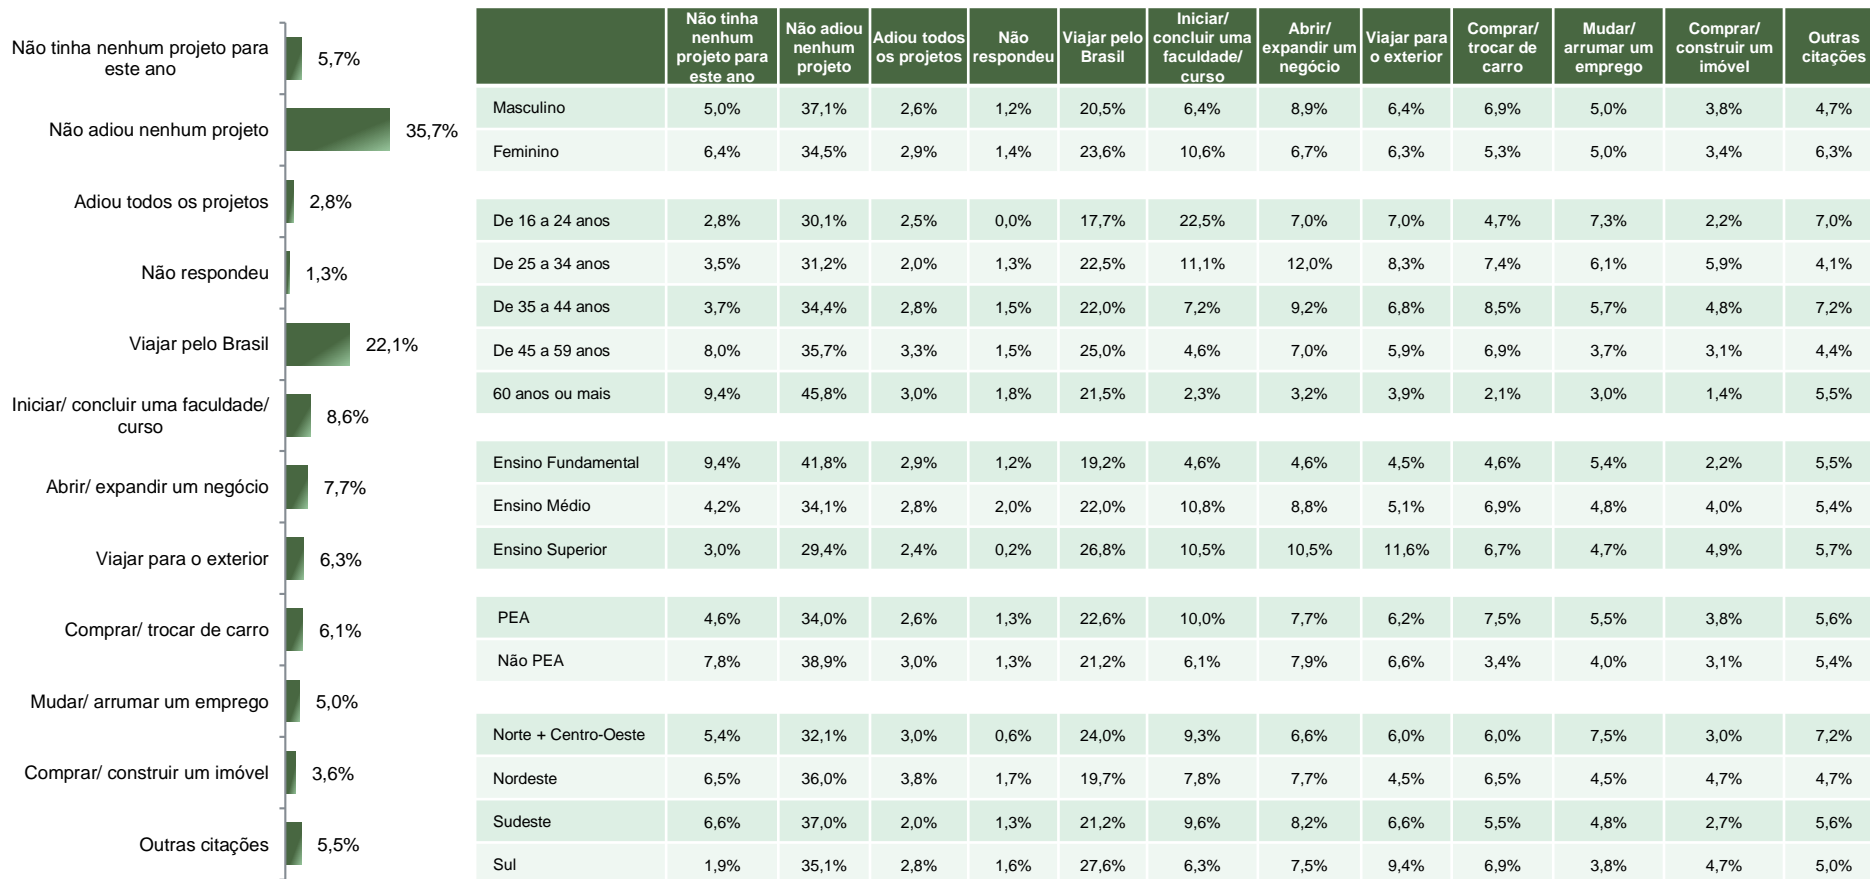 Não tinha nenhum projeto para
este ano
5,7%
Não adiou nenhum projeto
35,7%
Adiou todos os projetos
2,8%
Não respondeu
1,3%
Viajar pelo Brasil
22,1%
Iniciar/ concluir uma faculdade/
curso
8,6%
Abrir/ expandir um negócio
7,7%
Viajar para o exterior
6,3%
Comprar/ trocar de carro
6,1%
Mudar/ arrumar um emprego
5,0%
Comprar/ construir um imóvel
3,6%
Outras citações
5,5%
Não tinha
nenhum
projeto para
este ano
Não adiou
nenhum
projeto
Adiou todos
os projetos
Não
respondeu
Viajar pelo
Brasil
Iniciar/
concluir uma
faculdade/
curso
Abrir/
expandir um
negócio
Viajar para
o exterior
Comprar/
trocar de
carro
Mudar/
arrumar um
emprego
Comprar/
construir um
imóvel
Outras
citações
Masculino 5,0% 37,1% 2,6% 1,2% 20,5% 6,4% 8,9% 6,4% 6,9% 5,0% 3,8% 4,7%
Feminino 6,4% 34,5% 2,9% 1,4% 23,6% 10,6% 6,7% 6,3% 5,3% 5,0% 3,4% 6,3%
De 16 a 24 anos 2,8% 30,1% 2,5% 0,0% 17,7% 22,5% 7,0% 7,0% 4,7% 7,3% 2,2% 7,0%
De 25 a 34 anos 3,5% 31,2% 2,0% 1,3% 22,5% 11,1% 12,0% 8,3% 7,4% 6,1% 5,9% 4,1%
De 35 a 44 anos 3,7% 34,4% 2,8% 1,5% 22,0% 7,2% 9,2% 6,8% 8,5% 5,7% 4,8% 7,2%
De 45 a 59 anos 8,0% 35,7% 3,3% 1,5% 25,0% 4,6% 7,0% 5,9% 6,9% 3,7% 3,1% 4,4%
60 anos ou mais 9,4% 45,8% 3,0% 1,8% 21,5% 2,3% 3,2% 3,9% 2,1% 3,0% 1,4% 5,5%
Ensino Fundamental 9,4% 41,8% 2,9% 1,2% 19,2% 4,6% 4,6% 4,5% 4,6% 5,4% 2,2% 5,5%
Ensino Médio 4,2% 34,1% 2,8% 2,0% 22,0% 10,8% 8,8% 5,1% 6,9% 4,8% 4,0% 5,4%
Ensino Superior 3,0% 29,4% 2,4% 0,2% 26,8% 10,5% 10,5% 11,6% 6,7% 4,7% 4,9% 5,7%
PEA 4,6% 34,0% 2,6% 1,3% 22,6% 10,0% 7,7% 6,2% 7,5% 5,5% 3,8% 5,6%
Não PEA 7,8% 38,9% 3,0% 1,3% 21,2% 6,1% 7,9% 6,6% 3,4% 4,0% 3,1% 5,4%
Norte + Centro-Oeste 5,4% 32,1% 3,0% 0,6% 24,0% 9,3% 6,6% 6,0% 6,0% 7,5% 3,0% 7,2%
Nordeste 6,5% 36,0% 3,8% 1,7% 19,7% 7,8% 7,7% 4,5% 6,5% 4,5% 4,7% 4,7%
Sudeste 6,6% 37,0% 2,0% 1,3% 21,2% 9,6% 8,2% 6,6% 5,5% 4,8% 2,7% 5,6%
Sul 1,9% 35,1% 2,8% 1,6% 27,6% 6,3% 7,5% 9,4% 6,9% 3,8% 4,7% 5,0%